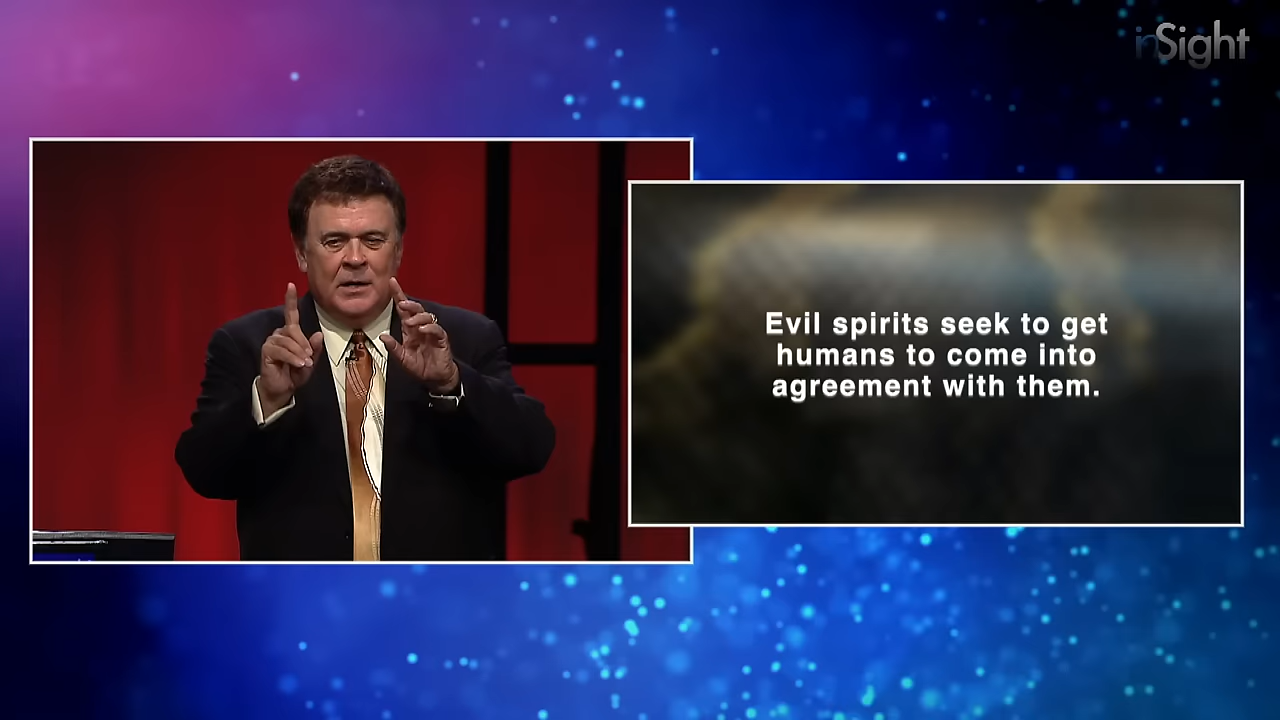 inSight
Evil spirits seek to get
humans to come into
agreement with them.